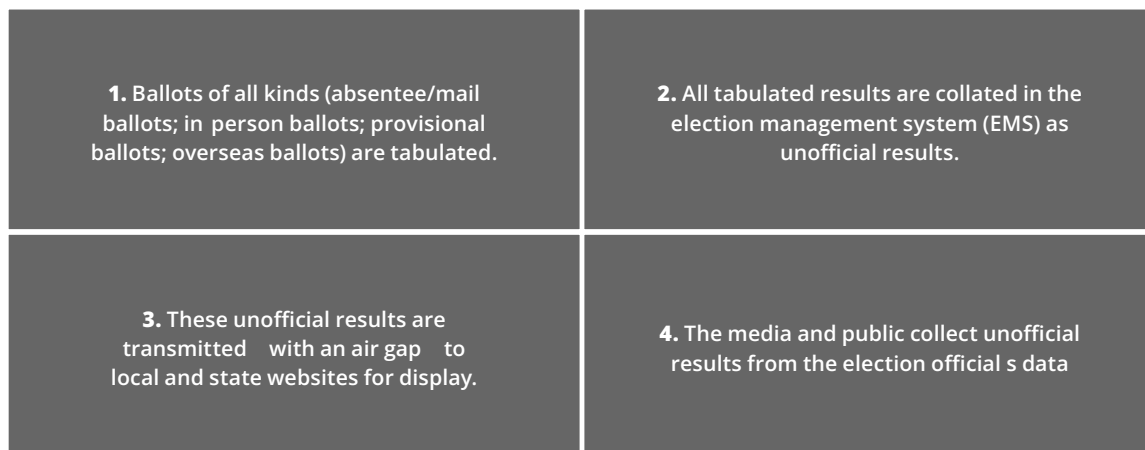 1. Ballots of all kinds (absentee/mail
ballots; in person ballots; provisional
ballots; overseas ballots) are tabulated.
2. All tabulated results are collated in the
election management system (EMS) as
unofficial results.
3. These unofficial results are
transmitted with an air gap to
local and state websites for display.
4. The media and public collect unofficial
results from the election official s data